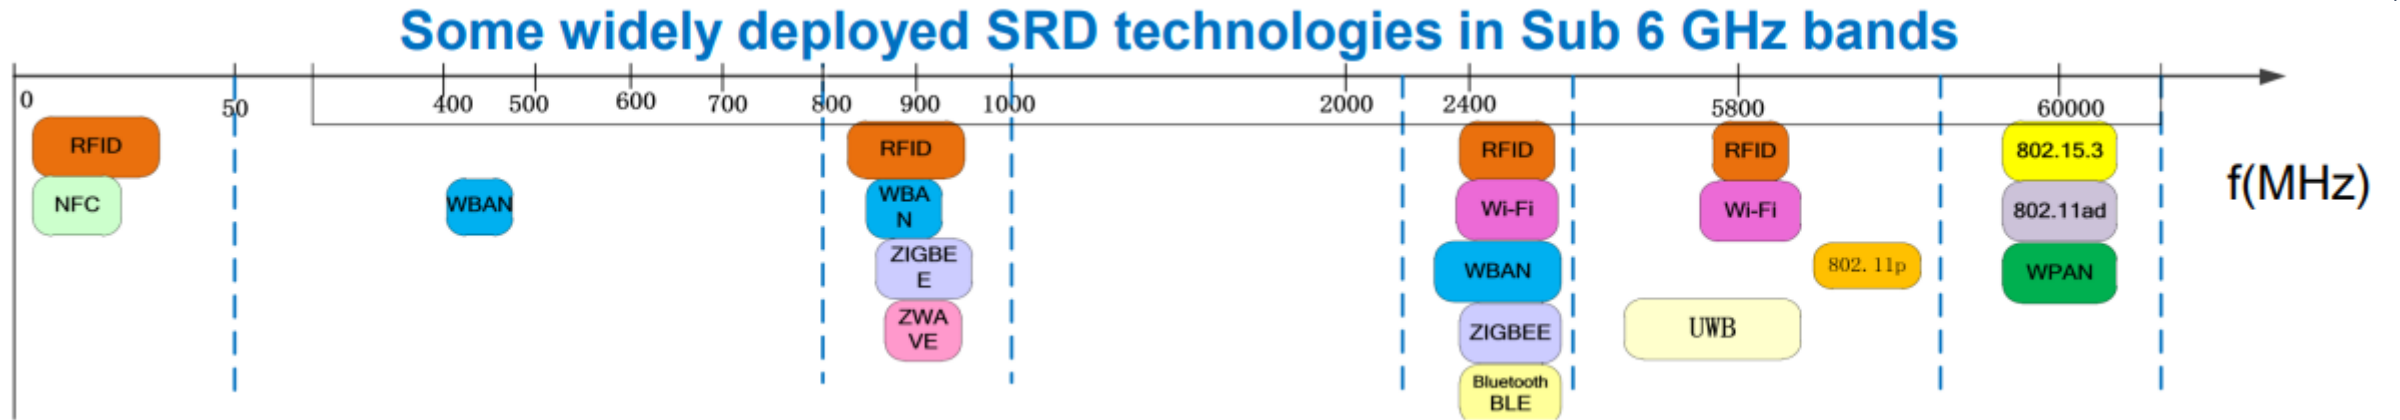 Some widely deployed SRD technologies in Sub 6 GHz bands
0 50 400 500 600 700 800 900 1000 2000 2400 5800 60000
f(MHz)
RFID
NFC
WBAN
RFID
WBA
N
ZIGBE
E
ZWA
VE
RFID
Wi-Fi
WBAN
ZIGBEE
Bluetooth
BLE
RFID
Wi-Fi
802.11p
UWB
802.15.3
802.11ad
WPAN